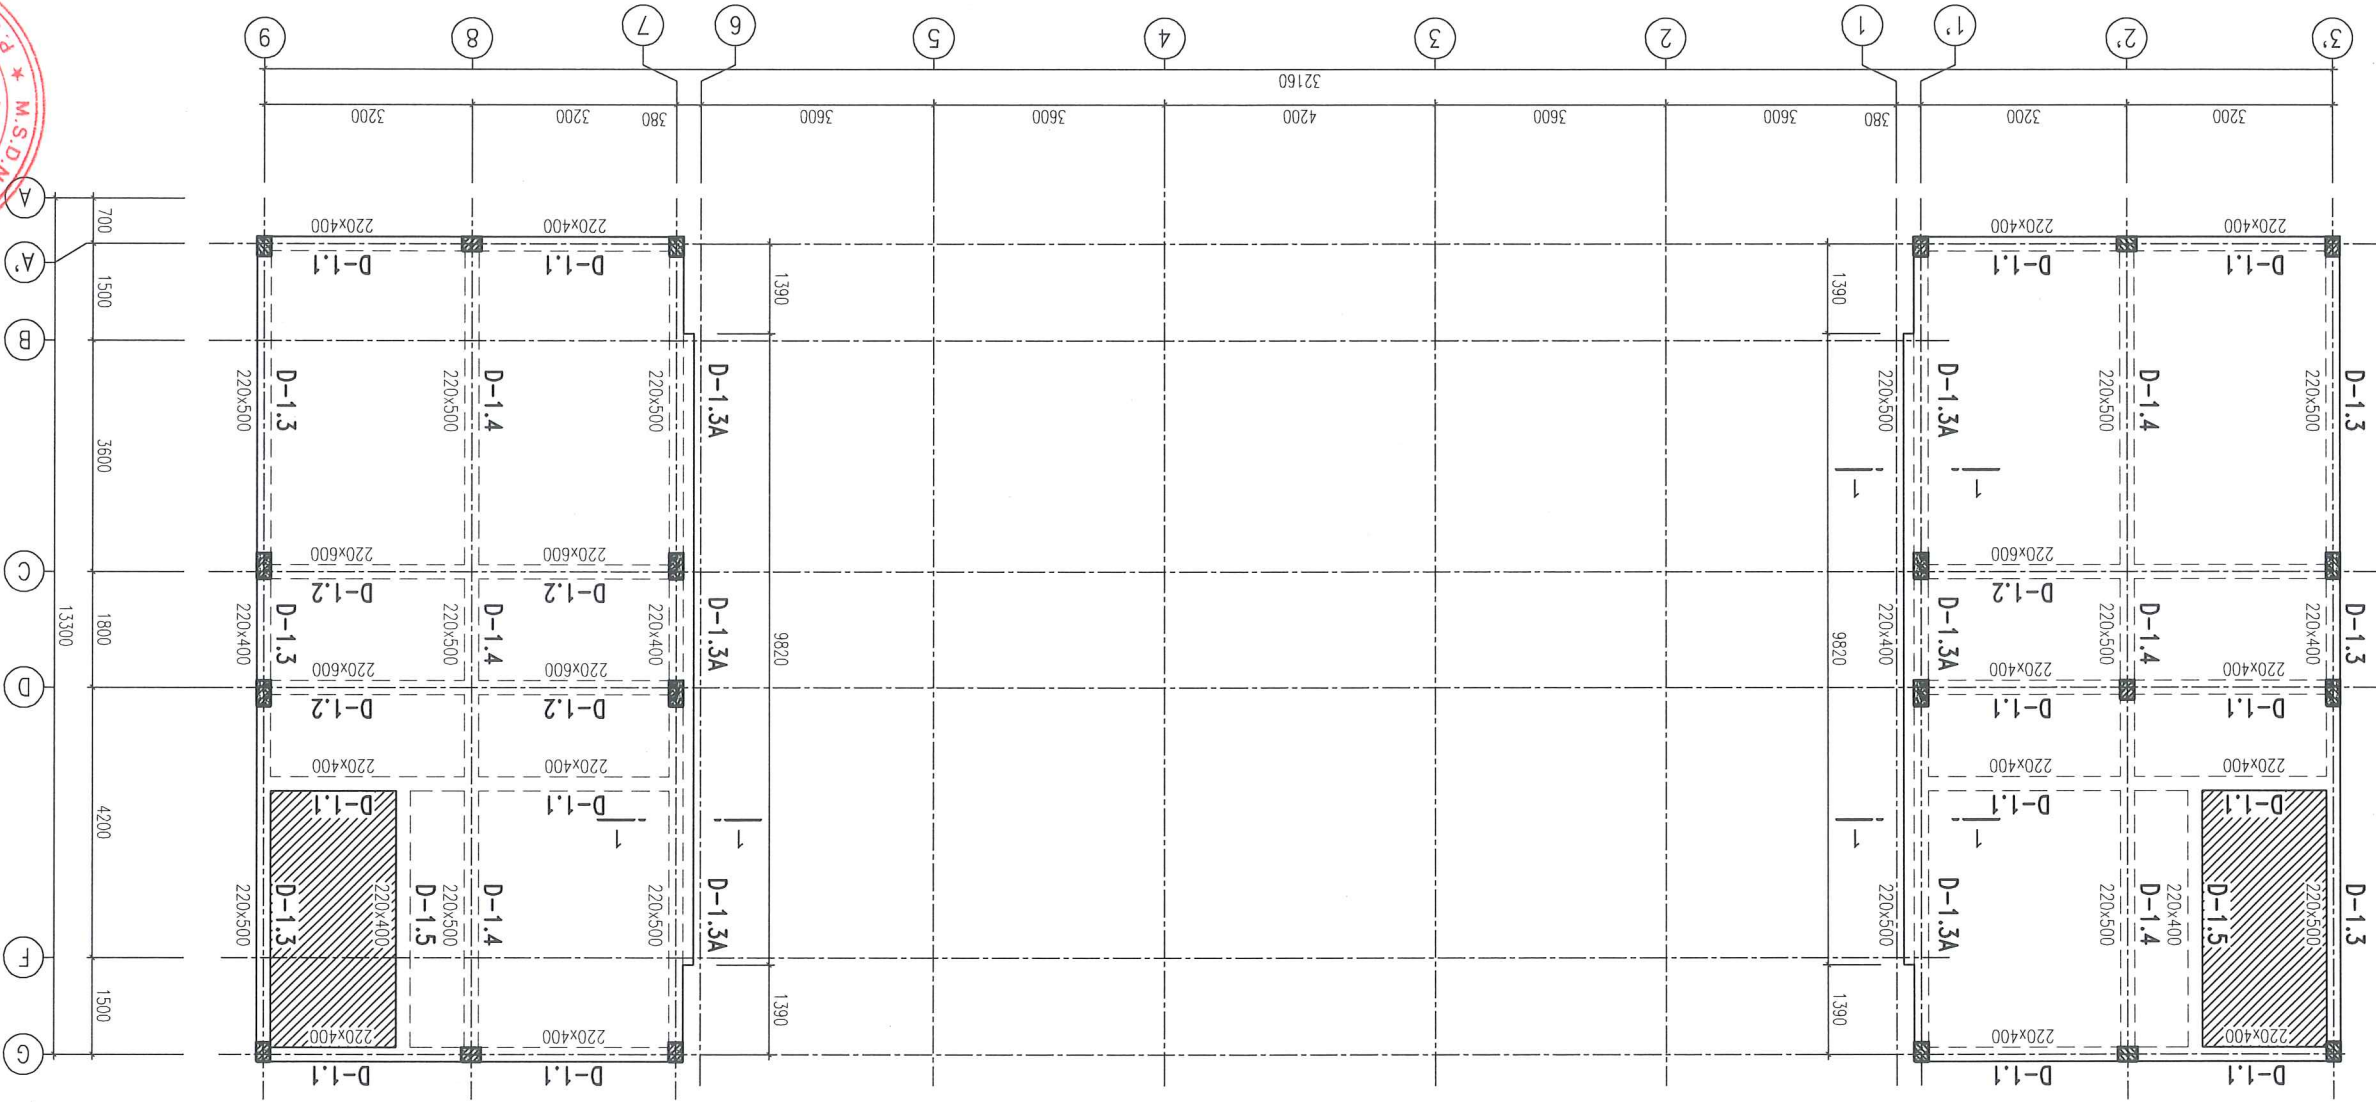 9
8
7
6
5
4
3
2
1
1'
2'
3'
32160
3200
3200
380
3600
3600
4200
3600
3600
380
3200
3200
P.
★ M.S.D.N
A
700
A'
1500
B
3600
C
1800
13300
D
4200
E
1500
G
220x400
220x400
220x400
220x400
D-1.1
D-1.1
D-1.1
D-1.1
1390
1390
220x500
D-1.3
220x500
D-1.4
220x500
D-1.3A
220x500
D-1.3A
220x500
D-1.4
220x500
D-1.3
1
1
220x600
220x600
220x600
D-1.2
D-1.2
D-1.2
220x400
D-1.3
220x500
D-1.4
220x400
D-1.3A
9820
9820
220x400
D-1.3A
220x500
D-1.4
220x400
D-1.3
220x600
220x600
220x400
220x400
D-1.2
D-1.2
D-1.1
D-1.1
220x400
220x400
220x400
220x400
D-1.1
D-1.1
D-1.1
D-1.1
1
1
1
1
220x500
D-1.3
220x400
D-1.5
220x500
D-1.4
220x500
D-1.3A
220x500
D-1.3A
220x500
D-1.4
220x400
D-1.5
220x500
D-1.3
1390
1390
220x400
220x400
220x400
220x400
D-1.1
D-1.1
D-1.1
D-1.1